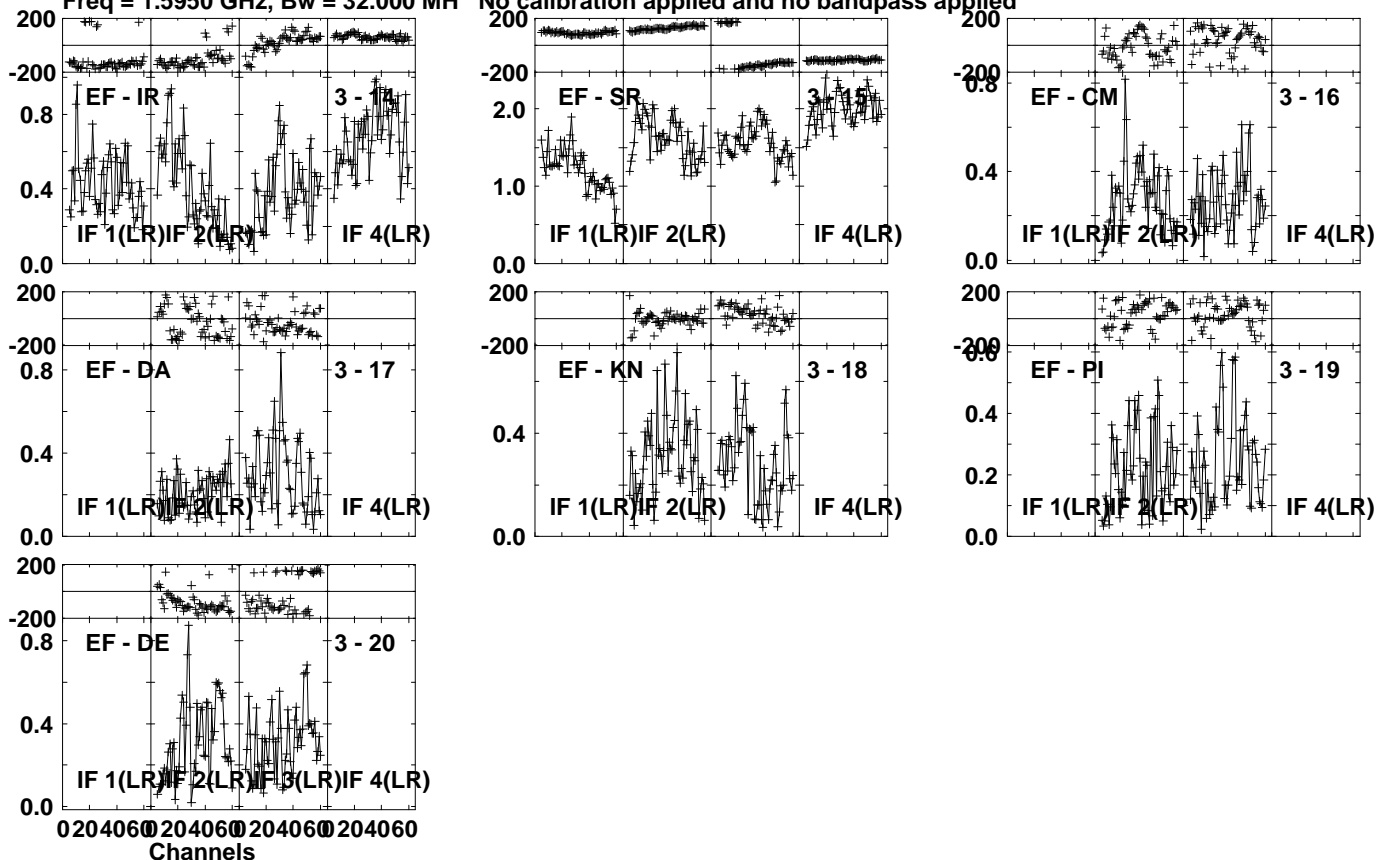 Freq = 1.5950 GHz, Bw = 32.000 MH No calibration applied and no bandpass applied
200
-200
EF - IR 3 - 14
0.8
0.4
0.0
IF 1(LR) IF 2(LR) IF 4(LR)
200
-200
EF - SR 3 - 15
2.0
1.0
0.0
IF 1(LR) IF 2(LR) IF 4(LR)
200
-200
EF - CM 3 - 16
0.8
0.4
0.0
IF 1(LR) IF 2(LR) IF 4(LR)
200
-200
EF - DA 3 - 17
0.8
0.4
0.0
IF 1(LR) IF 2(LR) IF 4(LR)
200
-200
EF - KN 3 - 18
0.4
0.0
IF 1(LR) IF 2(LR) IF 4(LR)
200
-200
EF - PI 3 - 19
0.6
0.4
0.2
0.0
IF 1(LR) IF 2(LR) IF 4(LR)
200
-200
EF - DE 3 - 20
0.8
0.4
0.0
IF 1(LR) IF 2(LR) IF 3(LR) IF 4(LR)
0 20 40 60 0 20 40 60 0 20 40 60 0 20 40 60
Channels